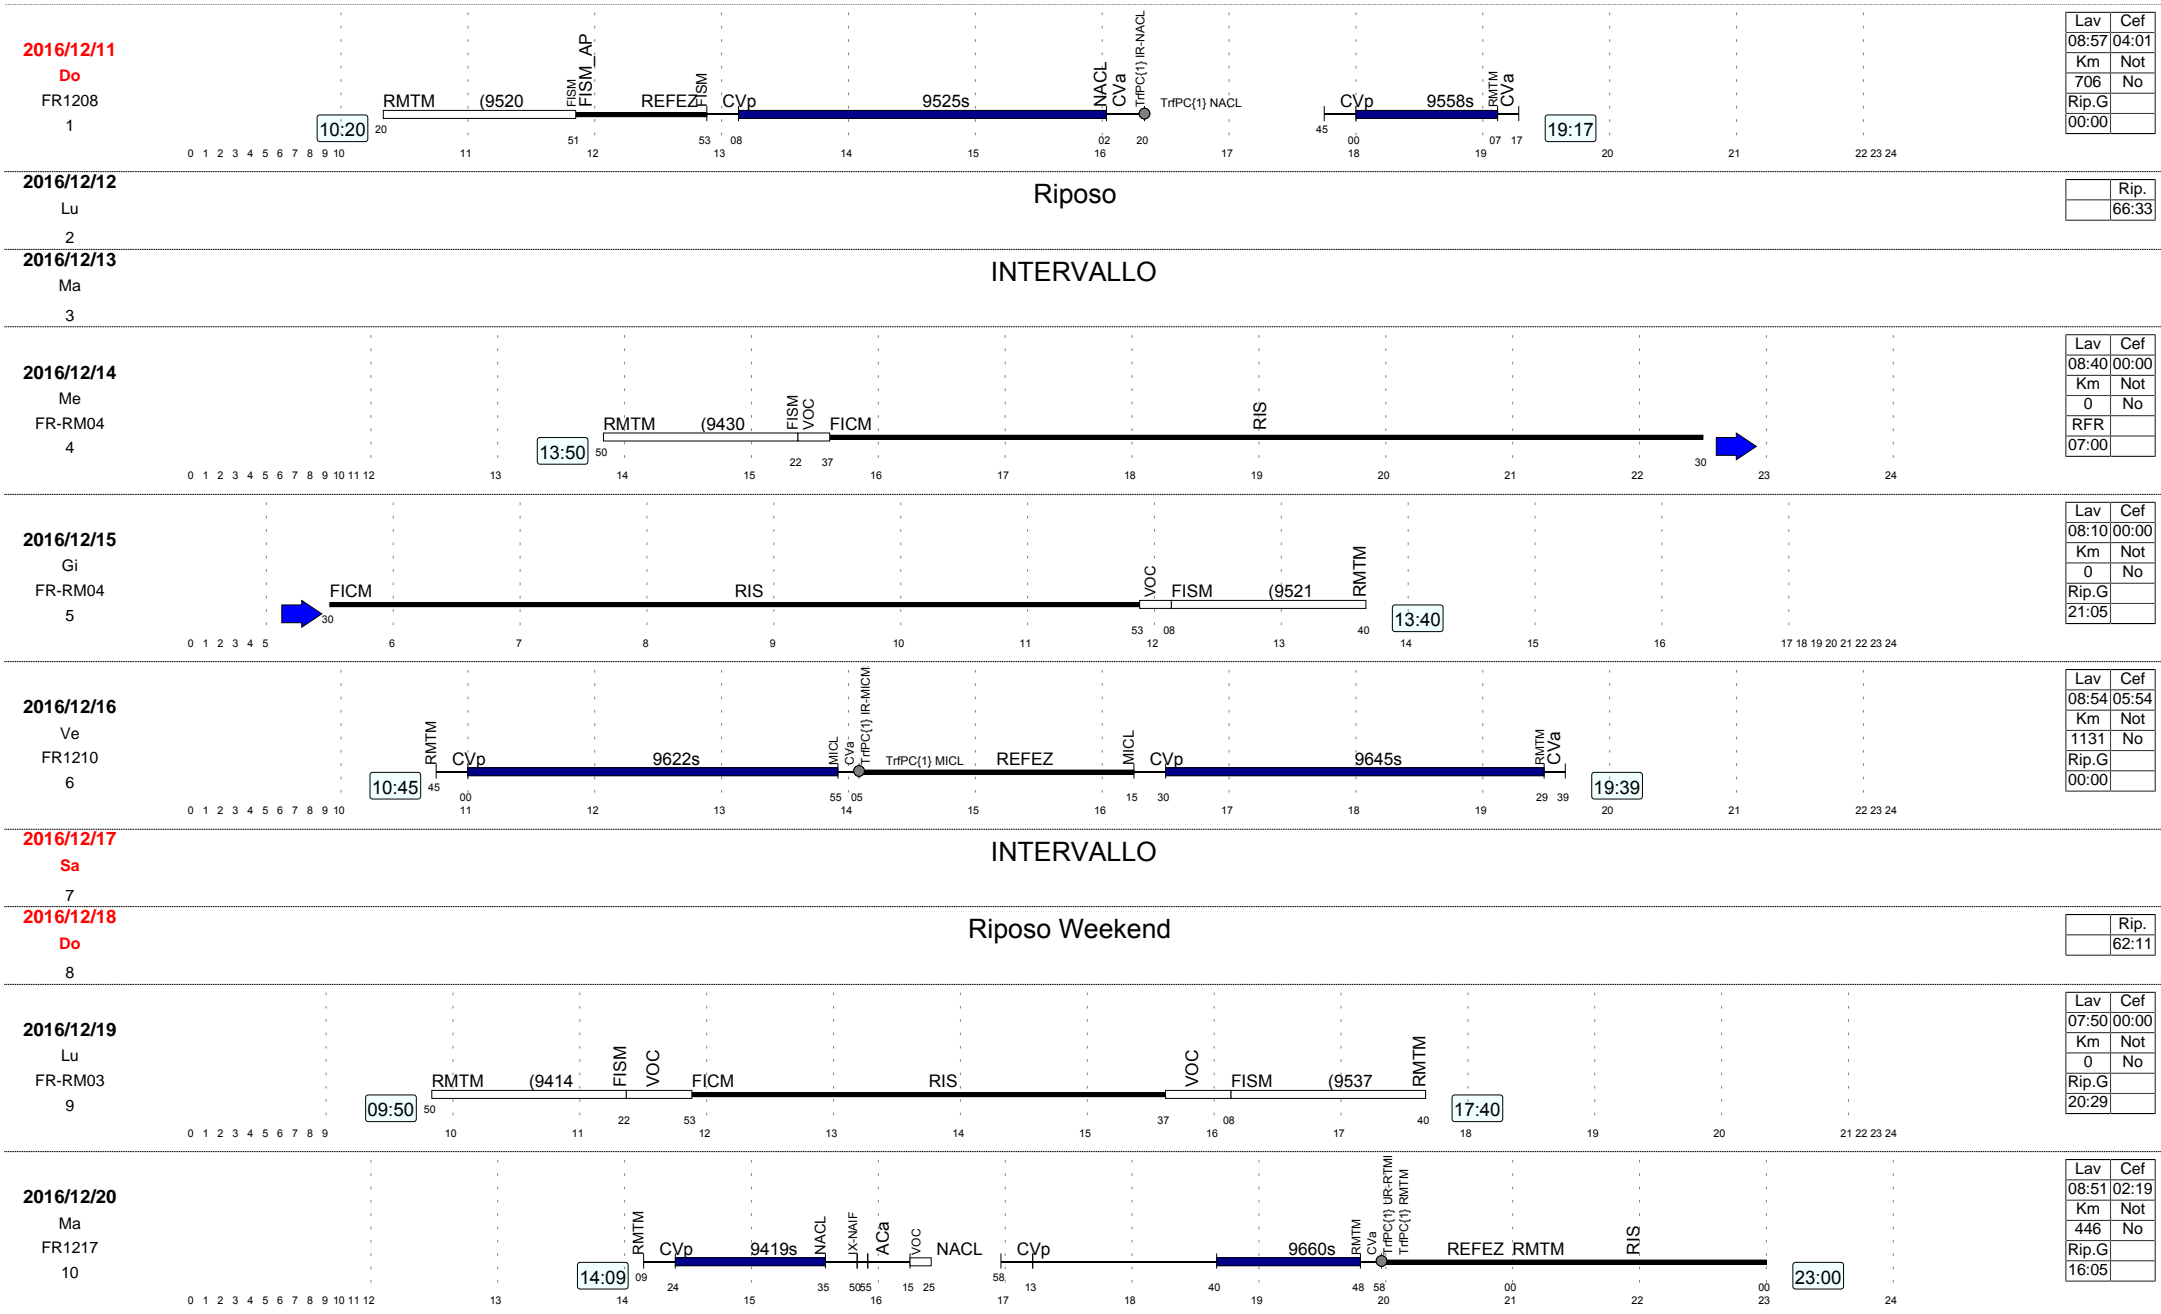 2016/12/11
Do
FR1208
1
10:20
20
RMTM
(9520
FISM
FISM_AP
REFEZ
FISM
CVp
9525s
NACL
CVa
TrfPC{1} IR-NACL
TrfPC{1} NACL
CVp
9558s
RMTM
CVa
19:17
51 53 08 02 20 45 00 07 17
0 1 2 3 4 5 6 7 8 9 10 11 12 13 14 15 16 17 18 19 20 21 22 23 24
Lav Cef
08:57 04:01
Km Not
706 No
Rip.G
00:00
2016/12/12
Lu
2
Riposo
Rip.
66:33
2016/12/13
Ma
3
INTERVALLO
2016/12/14
Me
FR-RM04
4
13:50
50
RMTM
(9430
FISM
VOC
FICM
RIS
22 37 30
0 1 2 3 4 5 6 7 8 9 10 11 12 13 14 15 16 17 18 19 20 21 22 23 24
Lav Cef
08:40 00:00
Km Not
0 No
RFR
07:00
2016/12/15
Gi
FR-RM04
5
30
FICM
RIS
VOC
FISM
(9521
RMTM
13:40
53 08 40
0 1 2 3 4 5 6 7 8 9 10 11 12 13 14 15 16 17 18 19 20 21 22 23 24
Lav Cef
08:10 00:00
Km Not
0 No
Rip.G
21:05
2016/12/16
Ve
FR1210
6
10:45
45
RMTM
CVp
9622s
MICL
CVa
TrfPC{1} IR-MICM
TrfPC{1} MICL
REFEZ
MICL
CVp
9645s
RMTM
CVa
19:39
00 55 05 15 30 29 39
0 1 2 3 4 5 6 7 8 9 10 11 12 13 14 15 16 17 18 19 20 21 22 23 24
Lav Cef
08:54 05:54
Km Not
1131 No
Rip.G
00:00
2016/12/17
Sa
7
INTERVALLO
2016/12/18
Do
8
Riposo Weekend
Rip.
62:11
2016/12/19
Lu
FR-RM03
9
09:50
50
RMTM
(9414
FISM
VOC
FICM
RIS
VOC
FISM
(9537
RMTM
17:40
22 53 37 08 40
0 1 2 3 4 5 6 7 8 9 10 11 12 13 14 15 16 17 18 19 20 21 22 23 24
Lav Cef
07:50 00:00
Km Not
0 No
Rip.G
20:29
2016/12/20
Ma
FR1217
10
14:09
09
RMTM
CVp
9419s
NACL
IX-NAIF
ACa
VOC
NACL
CVp
9660s
RMTM
CVa
TrfPC{1} UR-RTMI
TrfPC{1} RMTM
REFEZ
RMTM
RIS
23:00
24 35 50 55 15 25 58 13 40 48 58 00 00
0 1 2 3 4 5 6 7 8 9 10 11 12 13 14 15 16 17 18 19 20 21 22 23 24
Lav Cef
08:51 02:19
Km Not
446 No
Rip.G
16:05